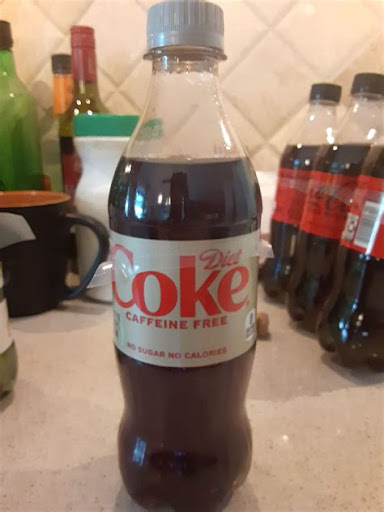 Diet
Coke
CAFFEINE FREE
NO SUGAR NO CALORIES